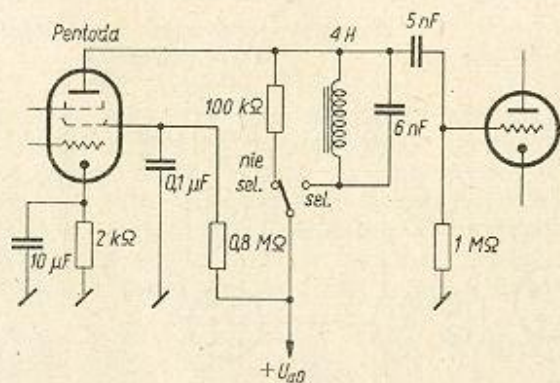 Pentoda
4 H
5 nF
100 kΩ
6 nF
nie
sel.
sel.
0,1 μF
10 μF
2 kΩ
0,8 MΩ
1 MΩ
+ Ua0